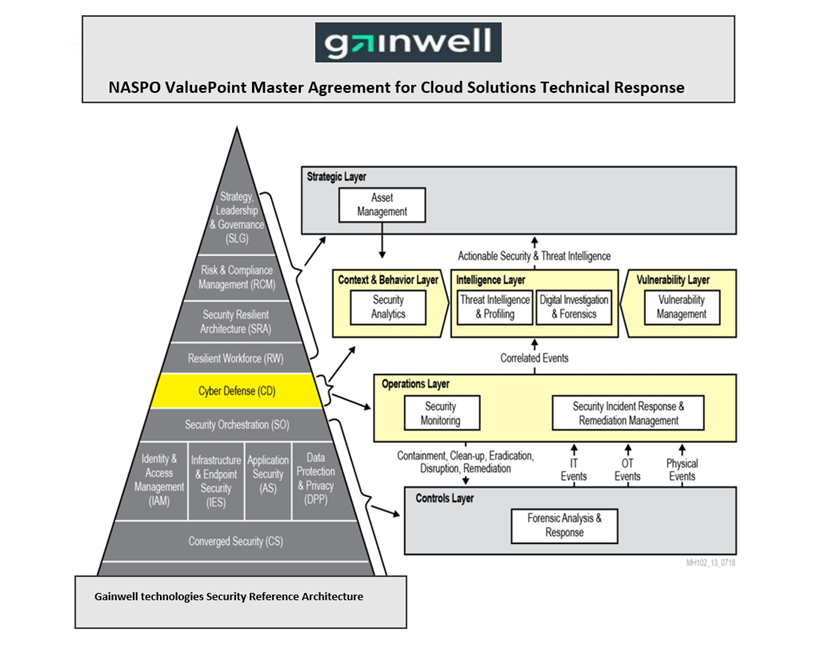 gainwell
NASPO ValuePoint Master Agreement for Cloud Solutions Technical Response
Strategy,
Leadership
& Governance
(SLG)
Risk & Compliance
Management (RCM)
Security Resilient
Architecture (SRA)
Resilient Workforce (RW)
Cyber Defense (CD)
Security Orchestration (SO)
Identity &
Access
Management
(IAM)
Infrastructure
& Endpoint
Security
(IES)
Application
Security
(AS)
Data
Protection
& Privacy
(DPP)
Converged Security (CS)
Strategic Layer
Asset
Management
Actionable Security & Threat Intelligence
Context & Behavior Layer
Security
Analytics
Intelligence Layer
Threat Intelligence
& Profiling
Digital Investigation
& Forensics
Vulnerability Layer
Vulnerability
Management
Correlated Events
Operations Layer
Security
Monitoring
Security Incident Response &
Remediation Management
Containment, Clean-up, Eradication,
Disruption, Remediation
IT
Events
OT
Events
Physical
Events
Controls Layer
Forensic Analysis &
Response
MH102_13_0718
Gainwell technologies Security Reference Architecture